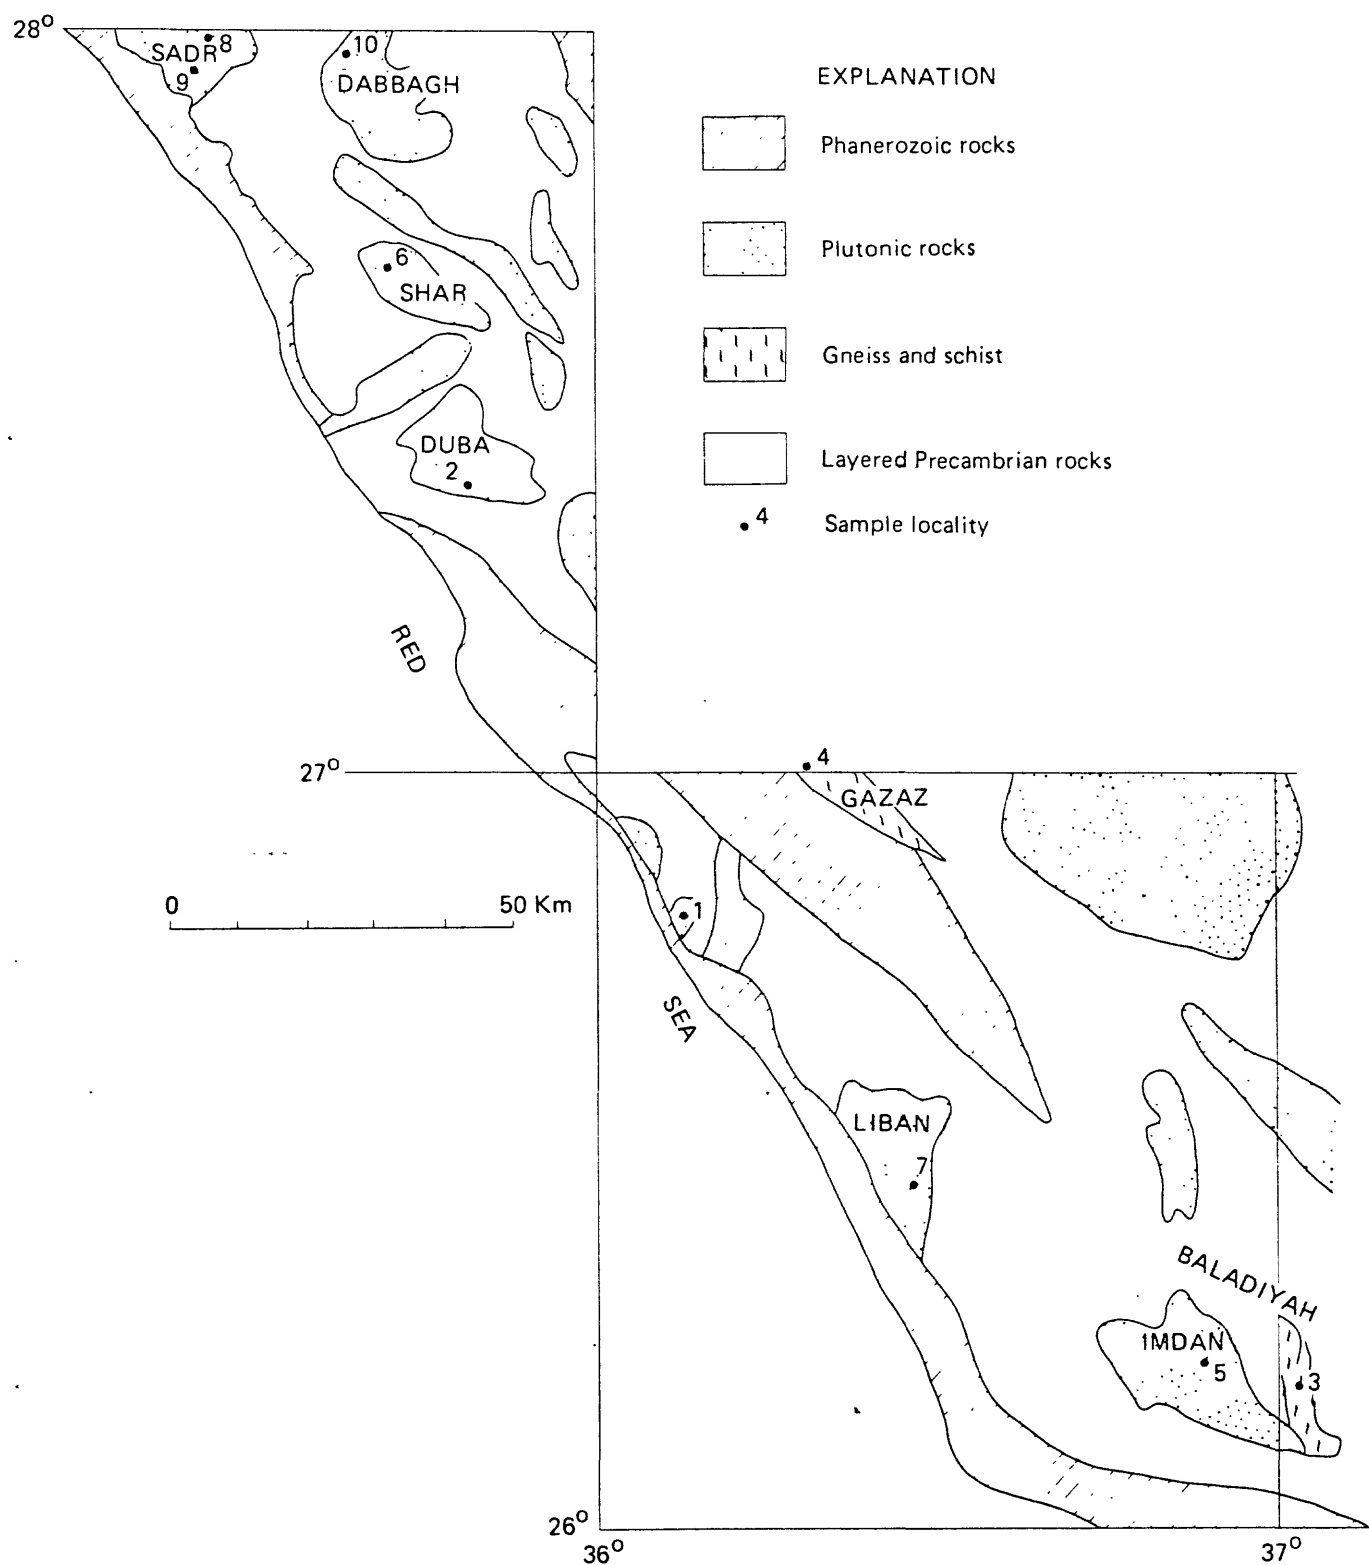 28°
SADR
8
9
10
DABBAGH
EXPLANATION
Phanerozoic rocks
Plutonic rocks
Gneiss and schist
Layered Precambrian rocks
4
Sample locality
6
SHAR
DUBA
2
RED
27°
4
GAZAZ
0
50 Km
1
SEA
LIBAN
7
BALADIYAH
IMDAN
5
3
26°
36°
37°